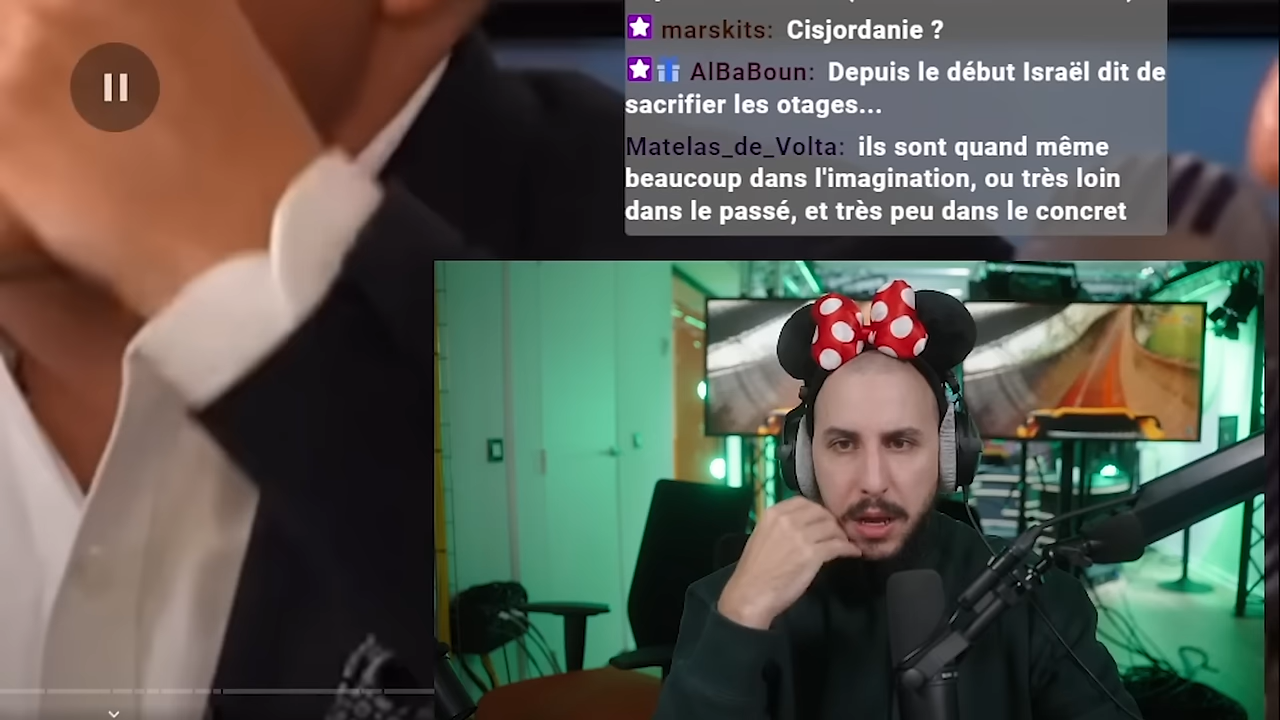 marskits: Cisjordanie ?
AlBaBoun: Depuis le début Israël dit de
sacrifier les otages...
Matelas_de_Volta: ils sont quand même
beaucoup dans l'imagination, ou très loin
dans le passé, et très peu dans le concret